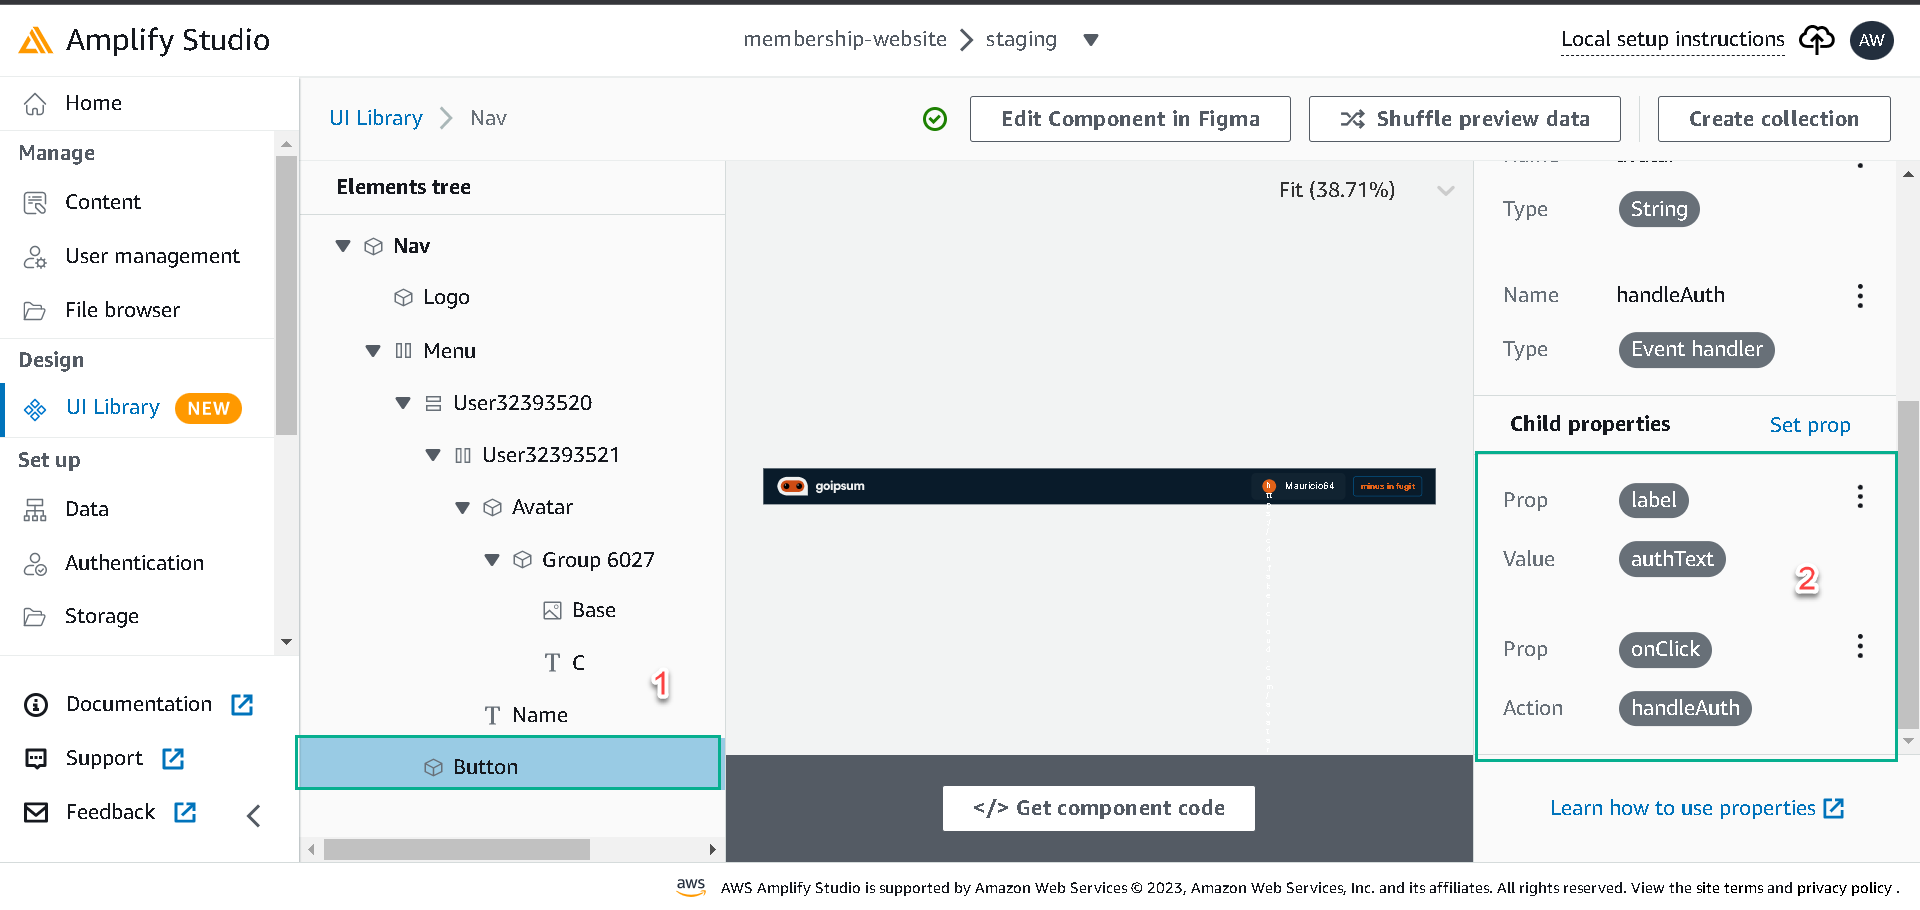 Amplify Studio
membership-website
staging
Local setup instructions
AW
Home
Manage
Content
User management
File browser
Design
UI Library
NEW
Set up
Data
Authentication
Storage
Documentation
Support
Feedback
UI Library
Nav
Edit Component in Figma
Shuffle preview data
Create collection
Elements tree
Nav
Logo
Menu
User32393520
User32393521
Avatar
Group 6027
Base
C
Name
Button
1
Fit (38.71%)
goipsum
Mauricio64
minus in fugit
</> Get component code
Type
String
Name
handleAuth
Type
Event handler
Child properties
Set prop
Prop
label
Value
authText
2
Prop
onClick
Action
handleAuth
Learn how to use properties
aws
AWS Amplify Studio is supported by Amazon Web Services © 2023, Amazon Web Services, Inc. and its affiliates. All rights reserved. View the site terms and privacy policy .